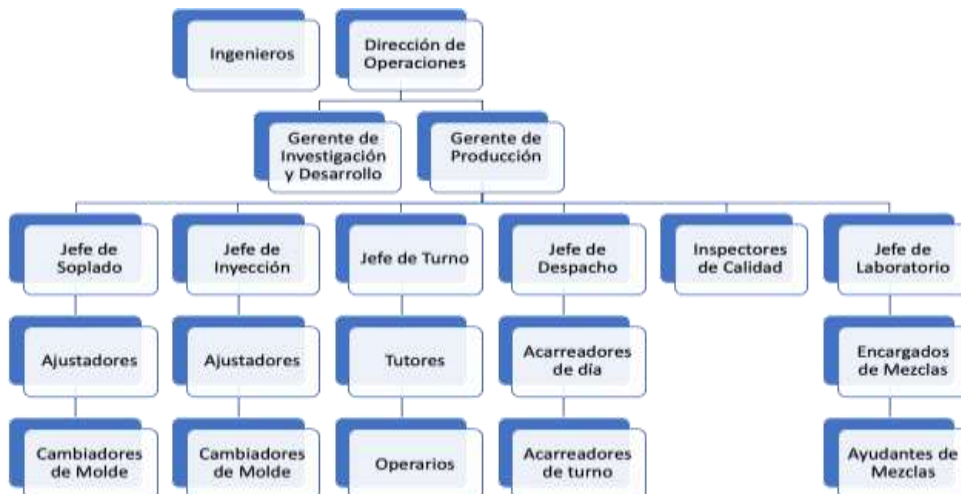 Ingenieros
Dirección de
Operaciones
Gerente de
Investigación
y Desarrollo
Gerente de
Producción
Jefe de
Soplado
Jefe de
Inyección
Jefe de Turno
Jefe de
Despacho
Inspectores
de Calidad
Jefe de
Laboratorio
Ajustadores
Ajustadores
Tutores
Acarreadores
de día
Encargados
de Mezclas
Cambiadores
de Molde
Cambiadores
de Molde
Operarios
Acarreadores
de turno
Ayudantes de
Mezclas